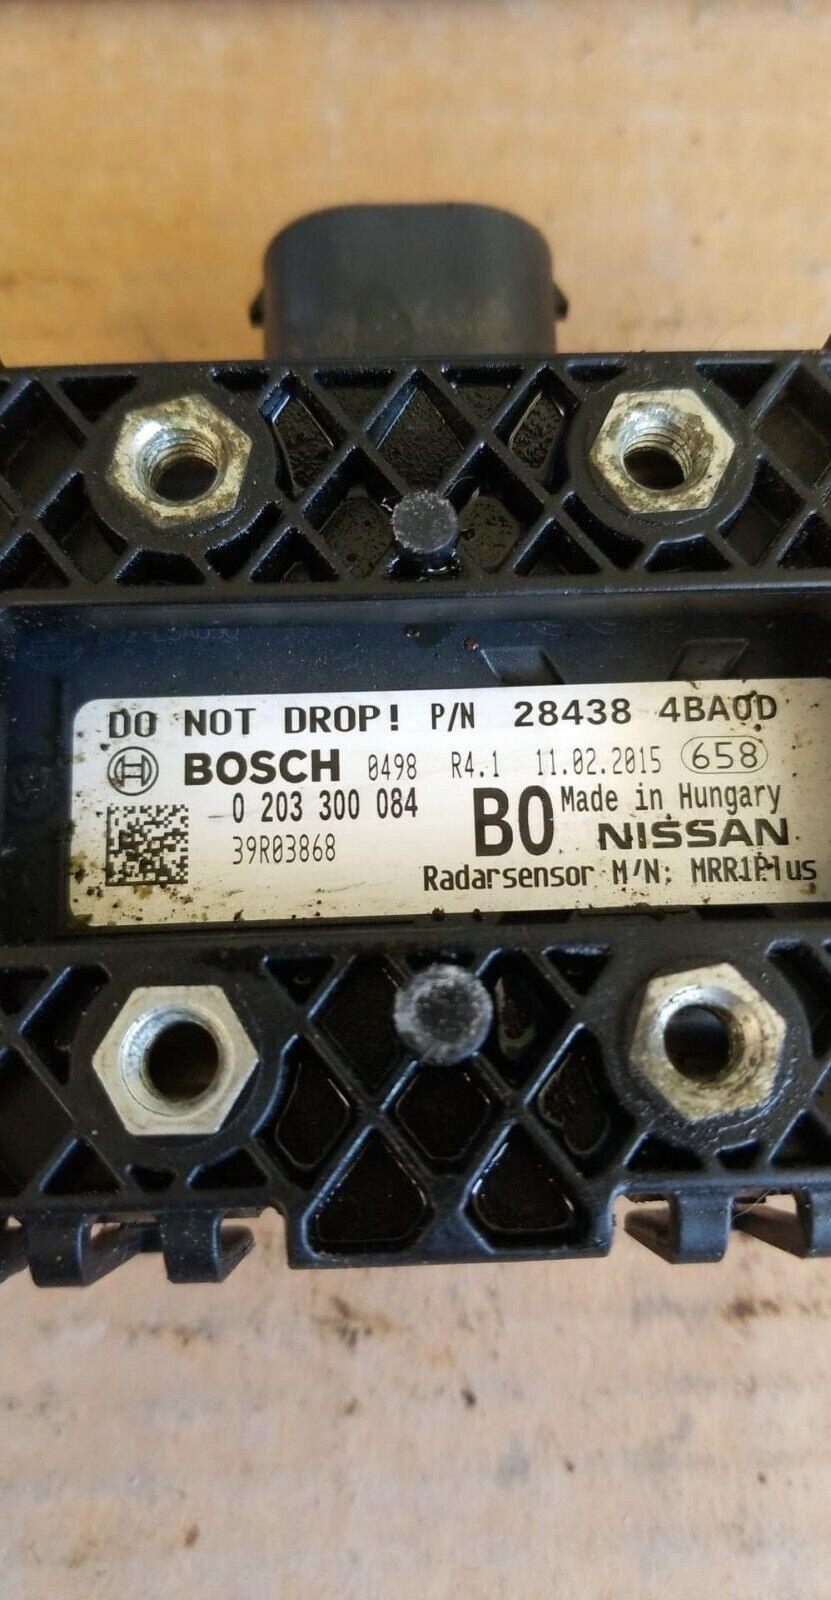 DO NOT DROP! P/N 28438 4BA0D
BOSCH 0498 R4.1 11.02.2015 658
0 203 300 084 B0 Made in Hungary
39R03868 NISSAN
Radarsensor M/N: MRR1Plus